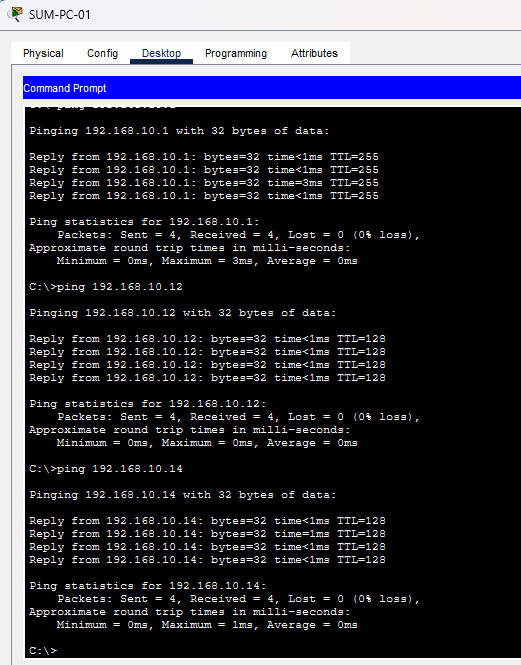 SUM-PC-01
Physical Config Desktop Programming Attributes
Command Prompt
Pinging 192.168.10.1 with 32 bytes of data:
Reply from 192.168.10.1: bytes=32 time<1ms TTL=255
Reply from 192.168.10.1: bytes=32 time<1ms TTL=255
Reply from 192.168.10.1: bytes=32 time=3ms TTL=255
Reply from 192.168.10.1: bytes=32 time<1ms TTL=255
Ping statistics for 192.168.10.1:
Packets: Sent = 4, Received = 4, Lost = 0 (0% loss),
Approximate round trip times in milli-seconds:
Minimum = 0ms, Maximum = 3ms, Average = 0ms
C:\>ping 192.168.10.12
Pinging 192.168.10.12 with 32 bytes of data:
Reply from 192.168.10.12: bytes=32 time<1ms TTL=128
Reply from 192.168.10.12: bytes=32 time<1ms TTL=128
Reply from 192.168.10.12: bytes=32 time<1ms TTL=128
Reply from 192.168.10.12: bytes=32 time<1ms TTL=128
Ping statistics for 192.168.10.12:
Packets: Sent = 4, Received = 4, Lost = 0 (0% loss),
Approximate round trip times in milli-seconds:
Minimum = 0ms, Maximum = 0ms, Average = 0ms
C:\>ping 192.168.10.14
Pinging 192.168.10.14 with 32 bytes of data:
Reply from 192.168.10.14: bytes=32 time<1ms TTL=128
Reply from 192.168.10.14: bytes=32 time=1ms TTL=128
Reply from 192.168.10.14: bytes=32 time<1ms TTL=128
Reply from 192.168.10.14: bytes=32 time<1ms TTL=128
Ping statistics for 192.168.10.14:
Packets: Sent = 4, Received = 4, Lost = 0 (0% loss),
Approximate round trip times in milli-seconds:
Minimum = 0ms, Maximum = 1ms, Average = 0ms
C:\>